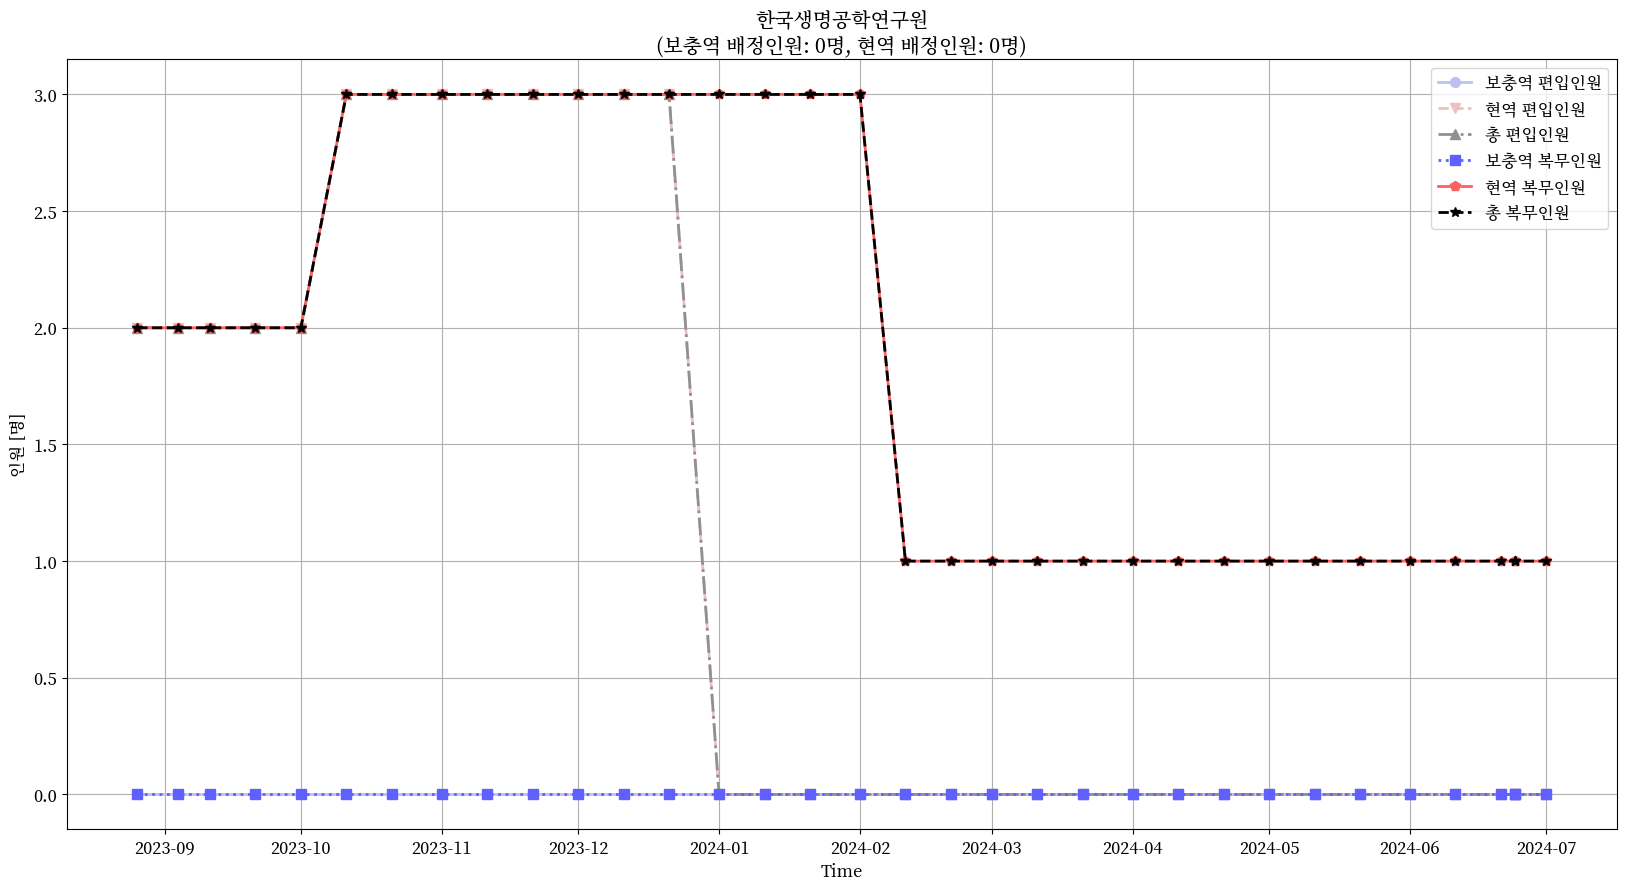 한국생명공학연구원
(보충역 배정인원: 0명, 현역 배정인원: 0명)
보충역 편입인원
현역 편입인원
총 편입인원
보충역 복무인원
현역 복무인원
총 복무인원
인원 [명]
3.0
2.5
2.0
1.5
1.0
0.5
0.0
2023-09
2023-10
2023-11
2023-12
2024-01
2024-02
2024-03
2024-04
2024-05
2024-06
2024-07
Time